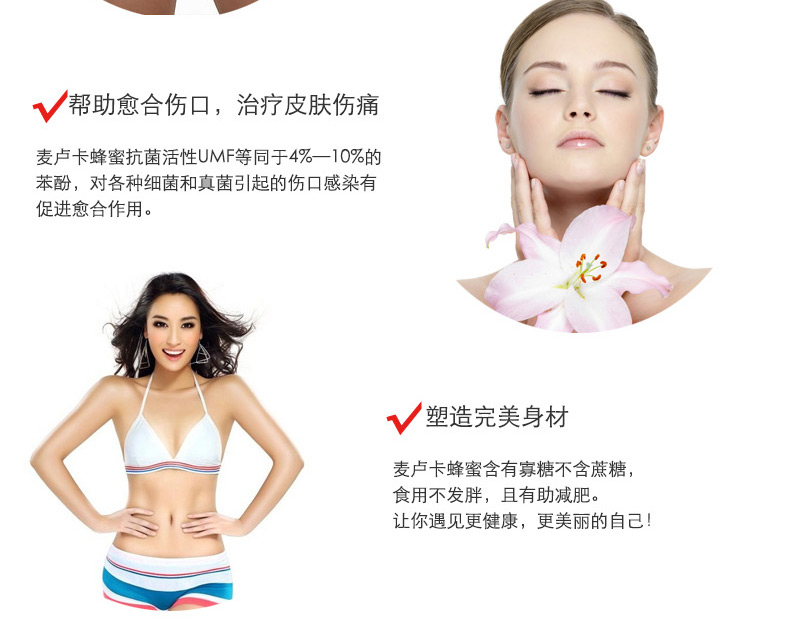 帮助愈合伤口，治疗皮肤伤痛
麦卢卡蜂蜜抗菌活性UMF等同于4%—10%的
苯酚，对各种细菌和真菌引起的伤口感染有
促进愈合作用。
塑造完美身材
麦卢卡蜂蜜含有寡糖不含蔗糖，
食用不发胖，且有助减肥。
让你遇见更健康，更美丽的自己！